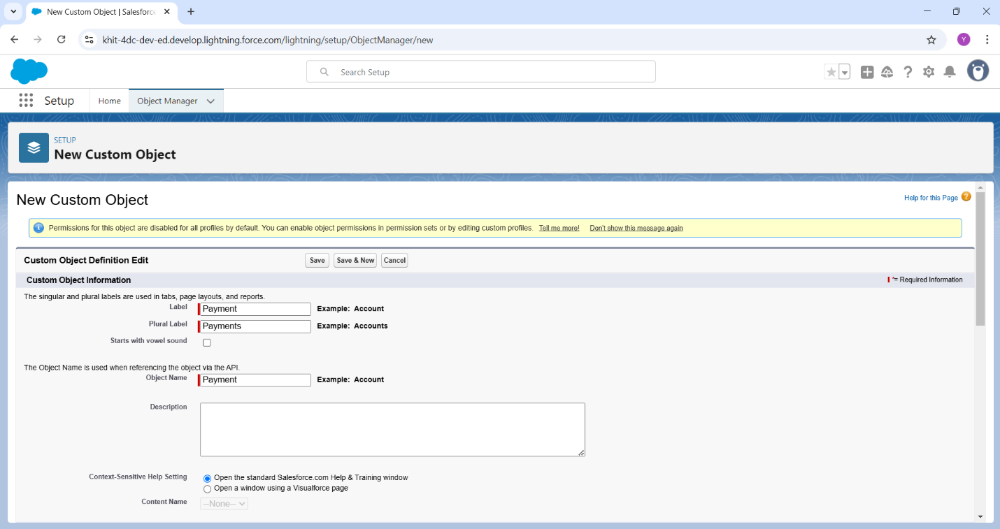 New Custom Object | Salesforc
khit-4dc-dev-ed.develop.lightning.force.com/lightning/setup/ObjectManager/new
Y
Search Setup
Setup
Home
Object Manager
SETUP
New Custom Object
New Custom Object
Help for this Page
Permissions for this object are disabled for all profiles by default. You can enable object permissions in permission sets or by editing custom profiles. Tell me more! Don't show this message again
Custom Object Definition Edit
Save
Save & New
Cancel
Custom Object Information
*= Required Information
The singular and plural labels are used in tabs, page layouts, and reports.
Label Payment Example: Account
Plural Label Payments Example: Accounts
Starts with vowel sound
The Object Name is used when referencing the object via the API.
Object Name Payment Example: Account
Description
Context-Sensitive Help Setting Open the standard Salesforce.com Help & Training window
Open a window using a Visualforce page
Content Name --None--